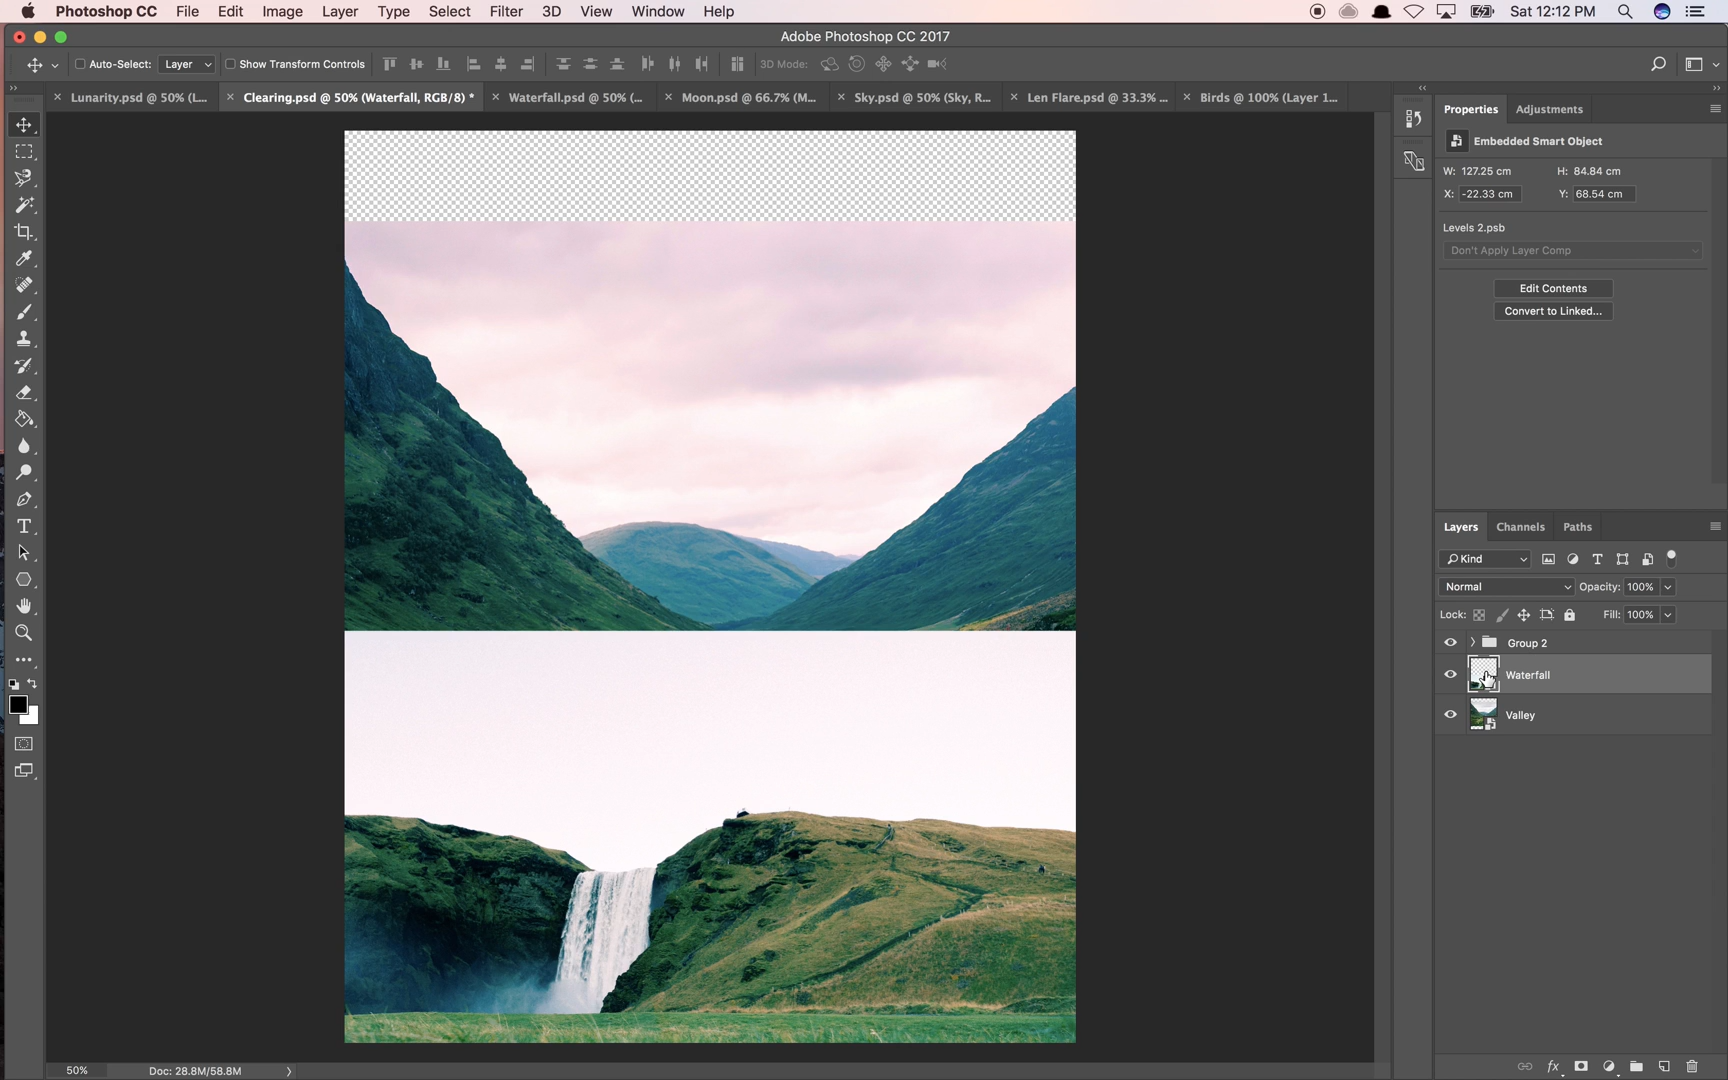 Photoshop CC File Edit Image Layer Type Select Filter 3D View Window Help Sat 12:12 PM
Adobe Photoshop CC 2017
Auto-Select: Layer Show Transform Controls 3D Mode:
Lunarity.psd @ 50% (L... Clearing.psd @ 50% (Waterfall, RGB/8) * Waterfall.psd @ 50% (... Moon.psd @ 66.7% (M... Sky.psd @ 50% (Sky, R... Len Flare.psd @ 33.3% ... Birds @ 100% (Layer 1...
Properties Adjustments
Embedded Smart Object
W: 127.25 cm H: 84.84 cm
X: -22.33 cm Y: 68.54 cm
Levels 2.psb
Don't Apply Layer Comp
Edit Contents
Convert to Linked...
Layers Channels Paths
Kind
Normal Opacity: 100%
Lock: Fill: 100%
Group 2
Waterfall
Valley
50% Doc: 28.8M/58.8M
fx